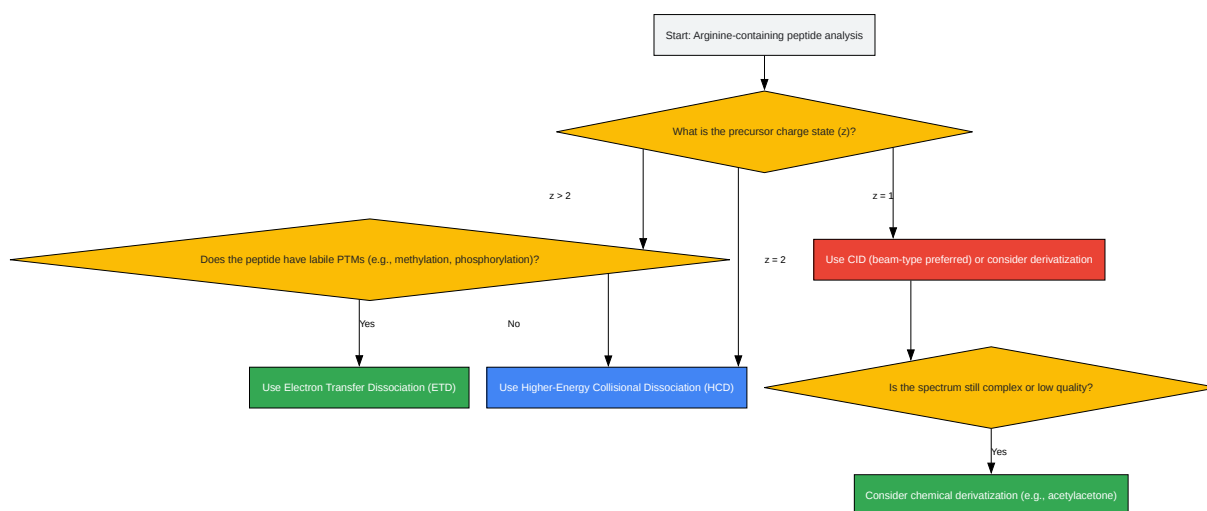 Start: Arginine-containing peptide analysis
What is the precursor charge state (z)?
z > 2
z = 1
Does the peptide have labile PTMs (e.g., methylation, phosphorylation)?
z = 2
Use CID (beam-type preferred) or consider derivatization
Yes
No
Use Electron Transfer Dissociation (ETD)
Use Higher-Energy Collisional Dissociation (HCD)
Is the spectrum still complex or low quality?
Yes
Consider chemical derivatization (e.g., acetylacetone)